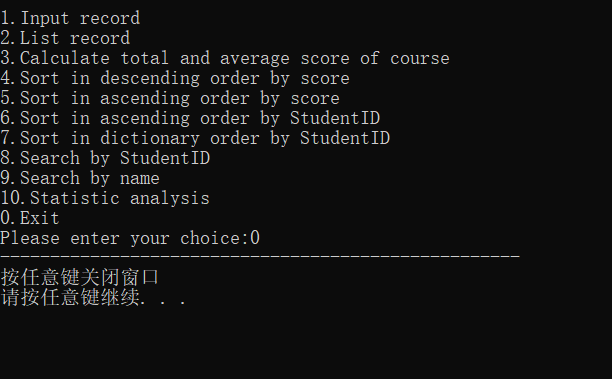 1.Input record
2.List record
3.Calculate total and average score of course
4.Sort in descending order by score
5.Sort in ascending order by score
6.Sort in ascending order by StudentID
7.Sort in dictionary order by StudentID
8.Search by StudentID
9.Search by name
10.Statistic analysis
0.Exit
Please enter your choice:0
----------------------------------------------------
按任意键关闭窗口
请按任意键继续. . .